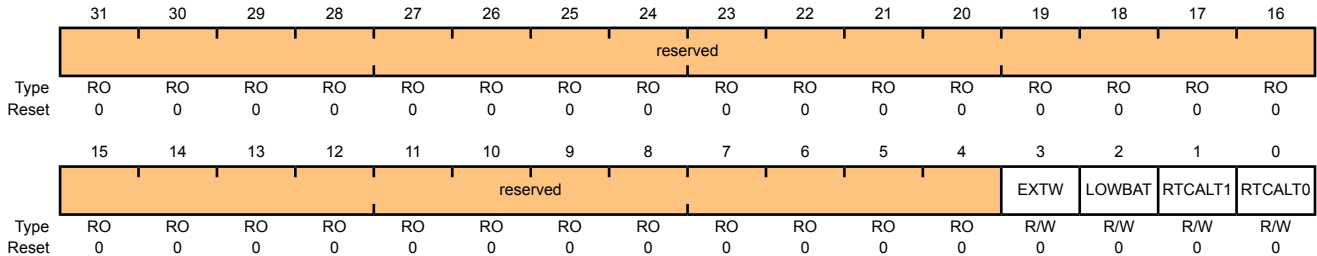 31 30 29 28 27 26 25 24 23 22 21 20 19 18 17 16
reserved
Type RO RO RO RO RO RO RO RO RO RO RO RO RO RO RO RO
Reset 0 0 0 0 0 0 0 0 0 0 0 0 0 0 0 0
15 14 13 12 11 10 9 8 7 6 5 4 3 2 1 0
reserved EXTW LOWBAT RTCALT1 RTCALT0
Type RO RO RO RO RO RO RO RO RO RO RO RO R/W R/W R/W R/W
Reset 0 0 0 0 0 0 0 0 0 0 0 0 0 0 0 0